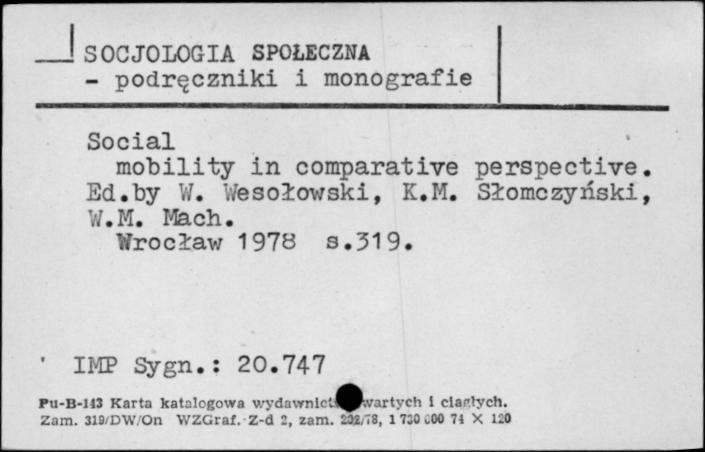 SOCJOLOGIA SPOŁECZNA
- podręczniki i monografie
Social
mobility in comparative perspective.
Ed.by W. Wesołowski, K.M. Słomczyński,
W.M. Mach.
Wrocław 1978 s.319.
IMP Sygn.: 20.747
Pu-B-143 Karta katalogowa wydawnict wartych i ciągłych.
Zam. 319/DW/On WZGraf. Z-d 2, zam. 202/78, 1 730 000 74 X 120